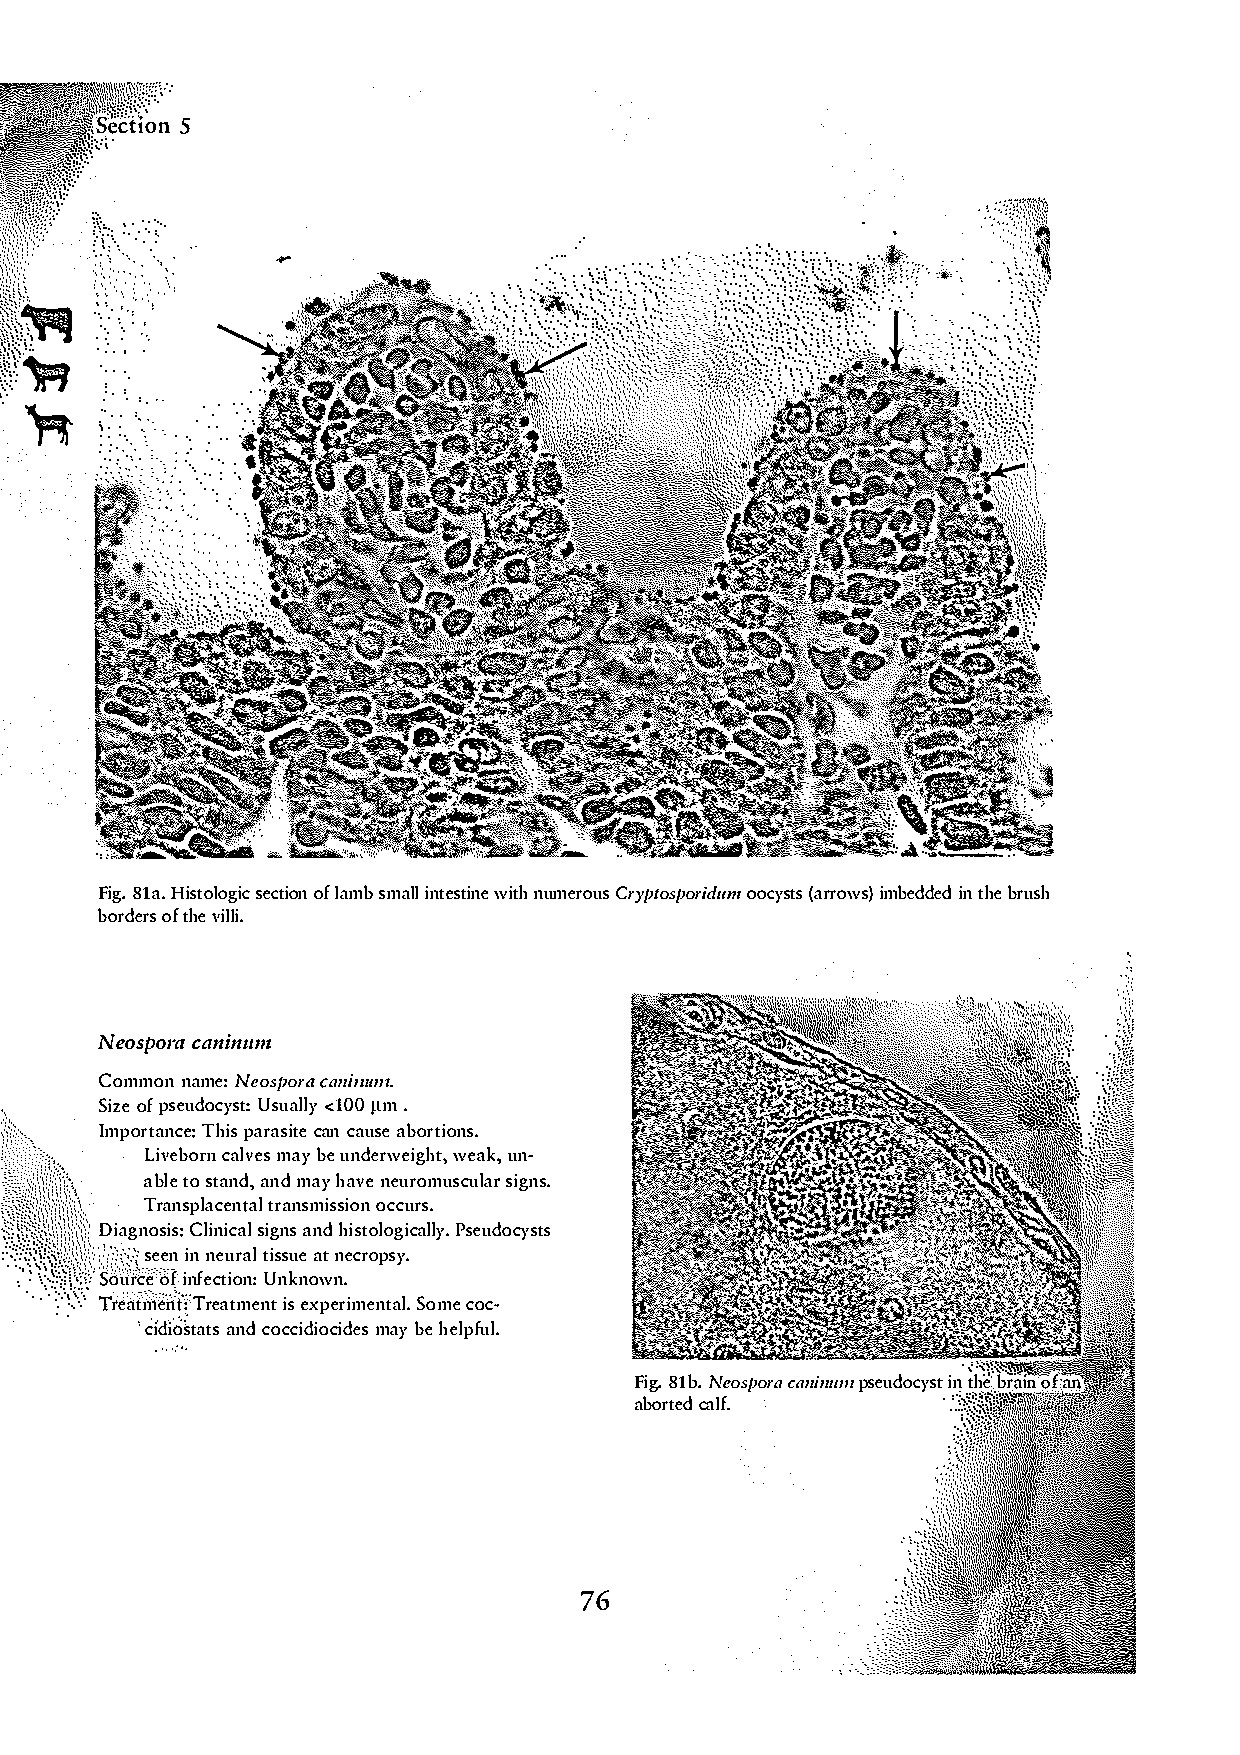 Section 5
Fig. 81a. Histologic section of lamb small intestine with numerous Cryptosporidum oocysts (arrows) imbedded in the brush
borders of the villi.
Neospora caninum
Common name: Neospora caninum.
Size of pseudocyst: Usually <100 µm .
Importance: This parasite can cause abortions.
Liveborn calves may be underweight, weak, un-
able to stand, and may have neuromuscular signs.
Transplacental transmission occurs.
Diagnosis: Clinical signs and histologically. Pseudocysts
seen in neural tissue at necropsy.
Source of infection: Unknown.
Treatment: Treatment is experimental. Some coc-
cidiostats and coccidiocides may be helpful.
Fig. 81b. Neospora caninum pseudocyst in the brain of an
aborted calf.
76